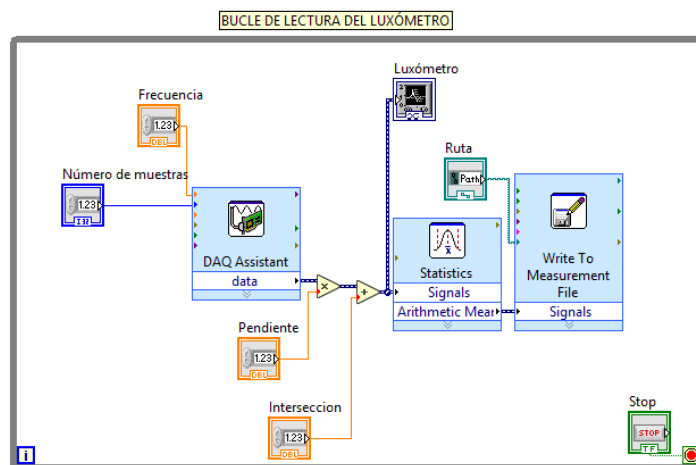 BUCLE DE LECTURA DEL LUXÓMETRO
Luxómetro
Frecuencia
1.23
DBL
Ruta
Path
Número de muestras
1.23
I32
DAQ Assistant
data
Statistics
Signals
Arithmetic Mear
Write To
Measurement
File
Signals
Pendiente
1.23
DBL
Interseccion
1.23
DBL
Stop
STOP
TF
i